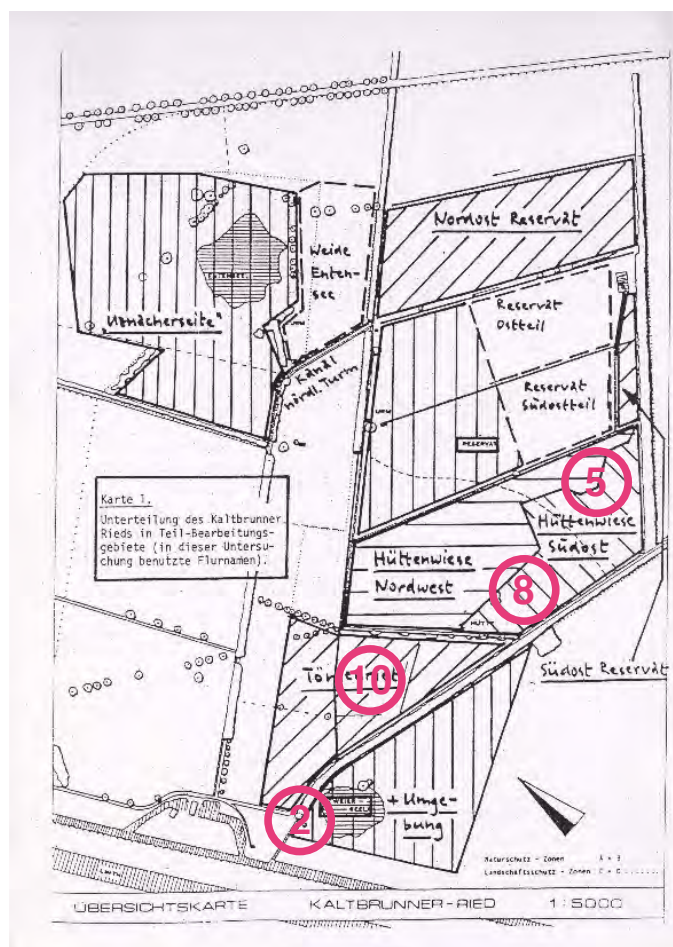 Nordost Reservat
Weide
Enten-
see
"Uznacherseite"
Reservat
Ostteil
Kanal
nördl. Turm
Reservat
Südostteil
RESERVAT
5
Karte 1.
Unterteilung des Kaltbrunner
Rieds in Teil-Bearbeitungs-
gebiete (in dieser Untersu-
chung benutzte Flurnamen).
Hüttenwiese
Südost
Hüttenwiese
Nordwest
8
10
Südost Reservat
2
+ Umge-
bung
Naturschutz - Zonen A + B
Landschaftsschutz - Zonen C - G
ÜBERSICHTSKARTE KALTBRUNNER-RIED 1:5000